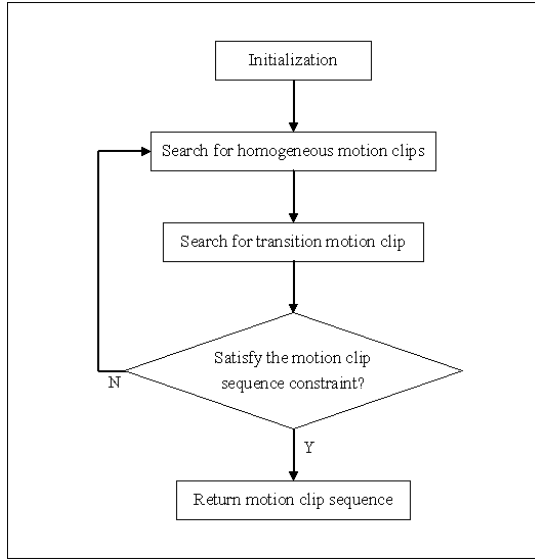 Initialization
Search for homogeneous motion clips
Search for transition motion clip
Satisfy the motion clip
sequence constraint?
N
Y
Return motion clip sequence